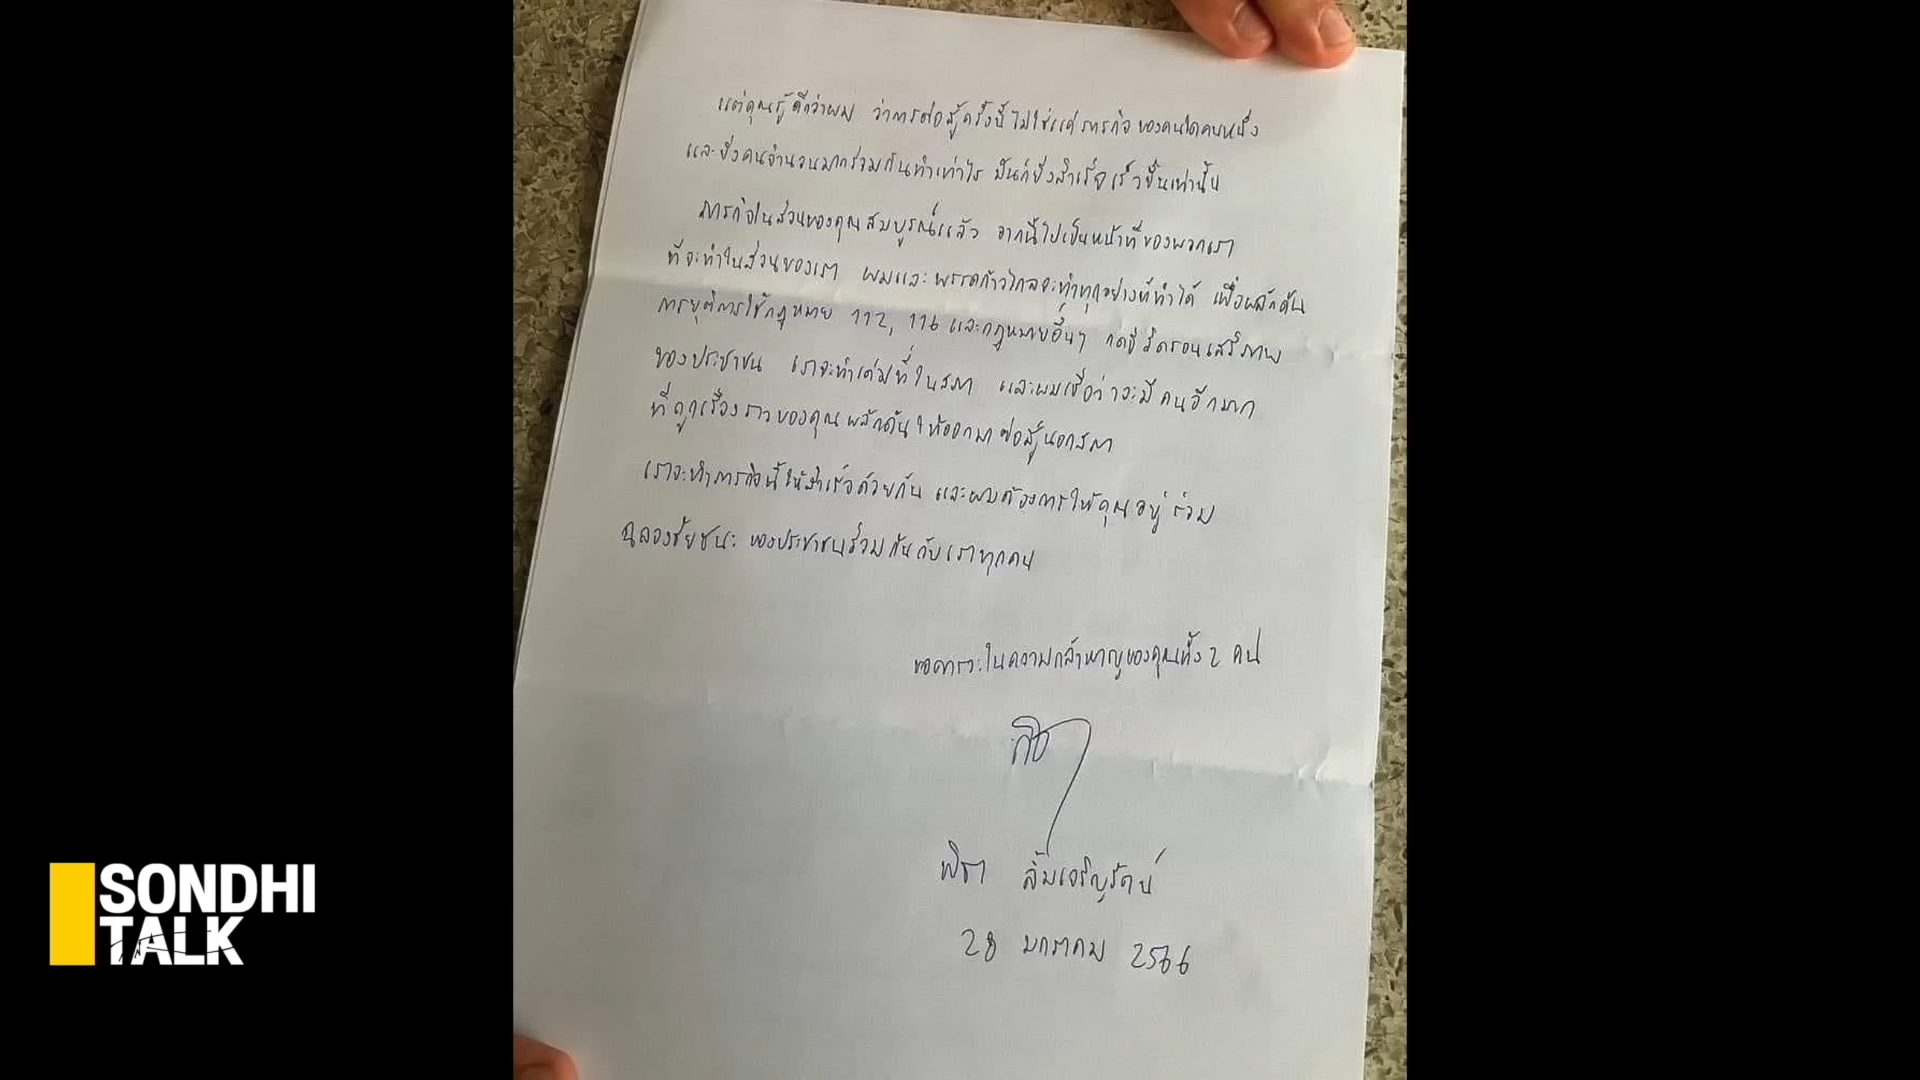 แต่คุณรู้ดีกว่าผม ว่าการต่อสู้ครั้งนี้ ไม่ใช่แค่ภารกิจของคนใดคนหนึ่ง
และยิ่งคนจำนวนมากร่วมกันทำเท่าไร มันก็ยิ่งสำเร็จเร็วขึ้นเท่านั้น
ภารกิจในส่วนของคุณสมบูรณ์แล้ว จากนี้ไปเป็นหน้าที่ของพวกเรา
ที่จะทำในส่วนของเรา ผมและพรรคก้าวไกลจะทำทุกอย่างที่ทำได้ เพื่อผลักดัน
การยุติการใช้กฎหมาย 112, 116 และกฎหมายอื่นๆ กดขี่ ลิดรอนเสรีภาพ
ของประชาชน เราจะทำเต็มที่ในสภา และผมเชื่อว่าจะมีคนอีกมาก
ที่ถูกเรื่องราวของคุณผลักดันให้ออกมาต่อสู้นอกสภา
เราจะทำภารกิจนี้ให้สำเร็จด้วยกัน และผมต้องการให้คุณอยู่ร่วม
ฉลองชัยชนะ ของประชาชนร่วมกันกับเราทุกคน
ขอคารวะในความกล้าหาญของคุณทั้ง 2 คน
พิธา ลิ้มเจริญรัตน์
28 มกราคม 2566
SONDHI
TALK